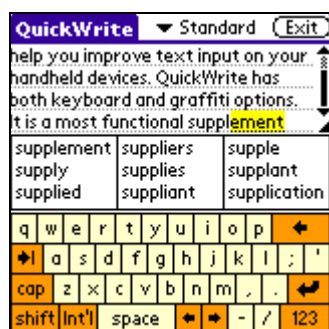 QuickWrite Standard Exit
help you improve text input on your
handheld devices. QuickWrite has
both keyboard and graffiti options.
It is a most functional supplement
supplement suppliers supple
supply supplies supplant
supplied suppliant supplication
q w e r t y u i o p
a s d f g h j k l ; '
cap z x c v b n m , .
shift Int'l space - / 123